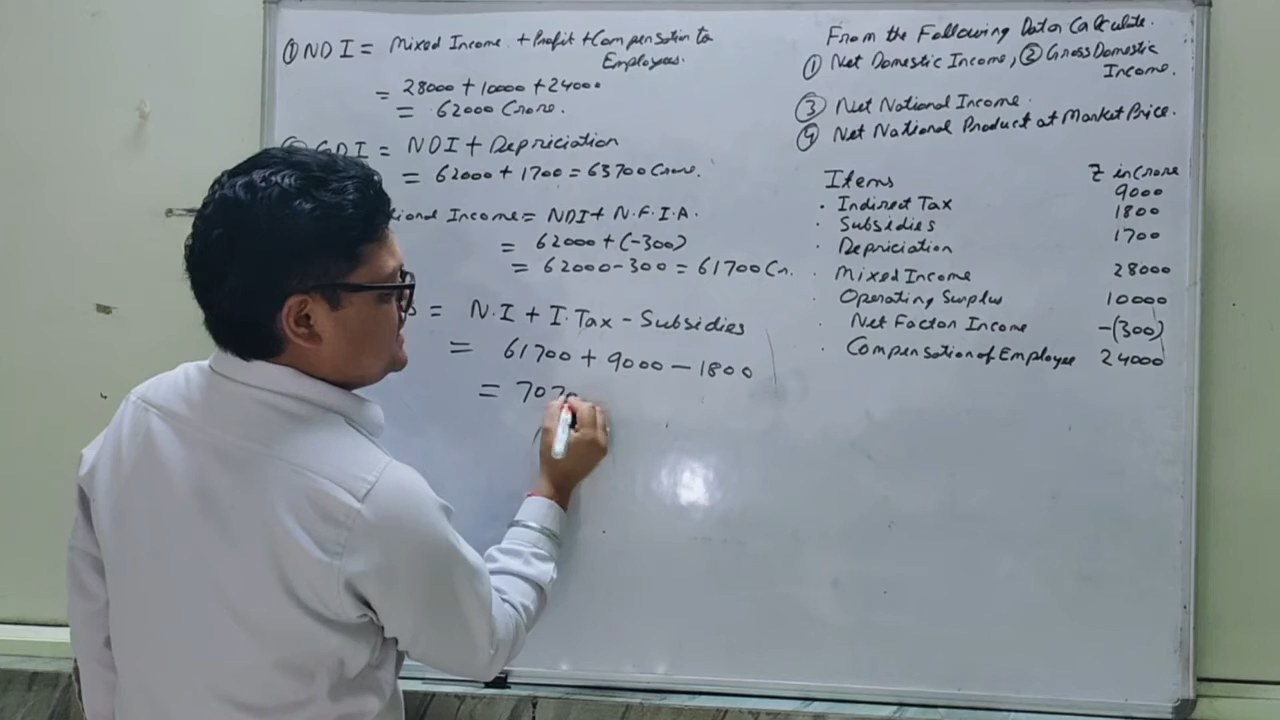 ① NDI = Mixed Income + Profit + Compensation to
Employees.
= 28000 + 10000 + 24000
= 62000 Crore.
GDI = NDI + Depriciation
= 62000 + 1700 = 63700 Crore.
Income = NDI + N.F.I.A.
= 62000 + (-300)
= 62000 - 300 = 61700 Cr.
= N.I + I.Tax - Subsidies
= 61700 + 9000 - 1800
= 707
From the Following Data Calculate.
① Net Domestic Income, ② Gross Domestic
Income.
③ Net National Income.
④ Net National Product at Market Price.
Items ₹ in Crore
· Indirect Tax 9000
· Subsidies 1800
· Depriciation 1700
· Mixed Income 28000
Operating Surplus 10000
· Net Factor Income -(300)
· Compensation of Employee 24000